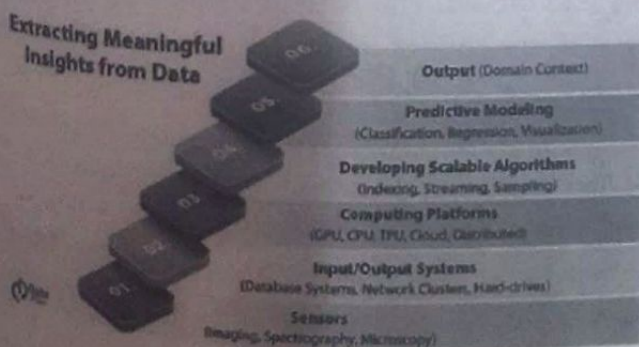 Extracting Meaningful
Insights from Data
06
Output (Domain Context)
05
Predictive Modeling
(Classification, Regression, Visualization)
04
Developing Scalable Algorithms
(Indexing, Streaming, Sampling)
03
Computing Platforms
(GPU, CPU, TPU, Cloud, Distributed)
02
Input/Output Systems
(Database Systems, Network Clusters, Hard-drives)
01
Sensors
(Imaging, Spectrography, Microscopy)